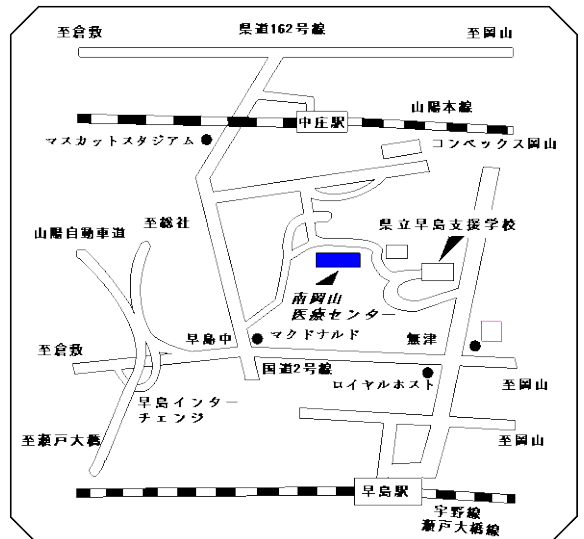 至倉敷
県道162号線
至岡山
山陽本線
中庄駅
マスカットスタジアム
コンベックス岡山
至総社
山陽自動車道
県立早島支援学校
南岡山
医療センター
早島中
マクドナルド
無津
至倉敷
国道2号線
ロイヤルホスト
至岡山
早島インター
チェンジ
至瀬戸大橋
至岡山
早島駅
宇野線
瀬戸大橋線